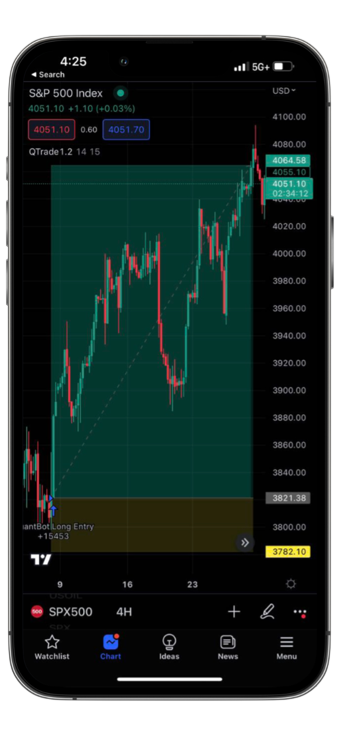 4:25
5G+
◄ Search
S&P 500 Index
USD
4051.10 +1.10 (+0.03%)
4100.00
4051.10 0.60 4051.70
4080.00
QTrade1.2 14 15
4064.58
4055.10
4051.10
02:34:12
4040.00
4020.00
4000.00
3980.00
3960.00
3940.00
3920.00
3900.00
3880.00
3860.00
3840.00
3821.38
3800.00
antBot Long Entry
+15453
3782.10
9 16 23
500 SPX500 4H
SPX
Watchlist Chart Ideas News Menu